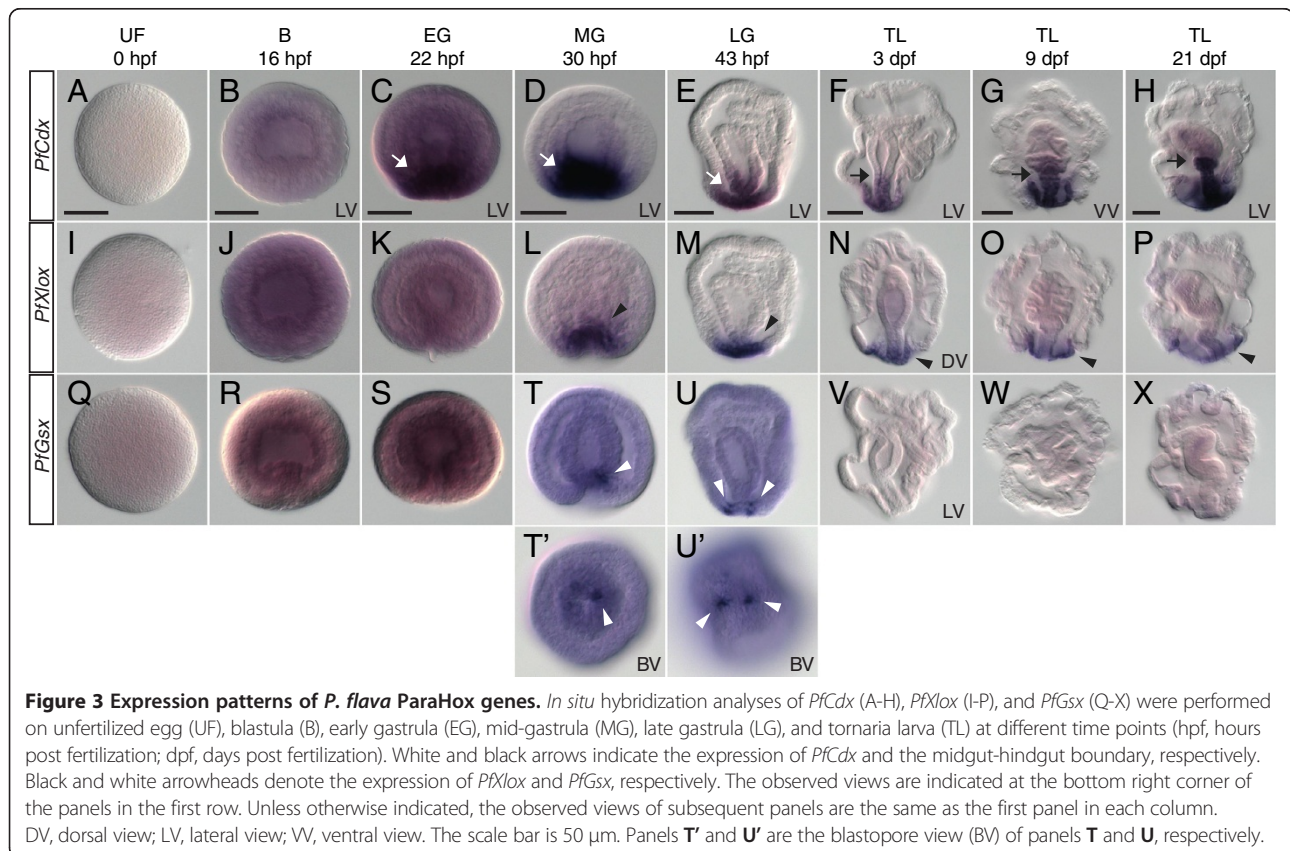 UF B EG MG LG TL TL TL
0 hpf 16 hpf 22 hpf 30 hpf 43 hpf 3 dpf 9 dpf 21 dpf
PfCdx
A B C D E F G H
LV LV LV LV LV VV LV
PfXlox
I J K L M N O P
DV
PfGsx
Q R S T U V W X
LV
T’ U’
BV BV
Figure 3 Expression patterns of P. flava ParaHox genes. In situ hybridization analyses of PfCdx (A-H), PfXlox (I-P), and PfGsx (Q-X) were performed
on unfertilized egg (UF), blastula (B), early gastrula (EG), mid-gastrula (MG), late gastrula (LG), and tornaria larva (TL) at different time points (hpf, hours
post fertilization; dpf, days post fertilization). White and black arrows indicate the expression of PfCdx and the midgut-hindgut boundary, respectively.
Black and white arrowheads denote the expression of PfXlox and PfGsx, respectively. The observed views are indicated at the bottom right corner of
the panels in the first row. Unless otherwise indicated, the observed views of subsequent panels are the same as the first panel in each column.
DV, dorsal view; LV, lateral view; VV, ventral view. The scale bar is 50 μm. Panels T’ and U’ are the blastopore view (BV) of panels T and U, respectively.